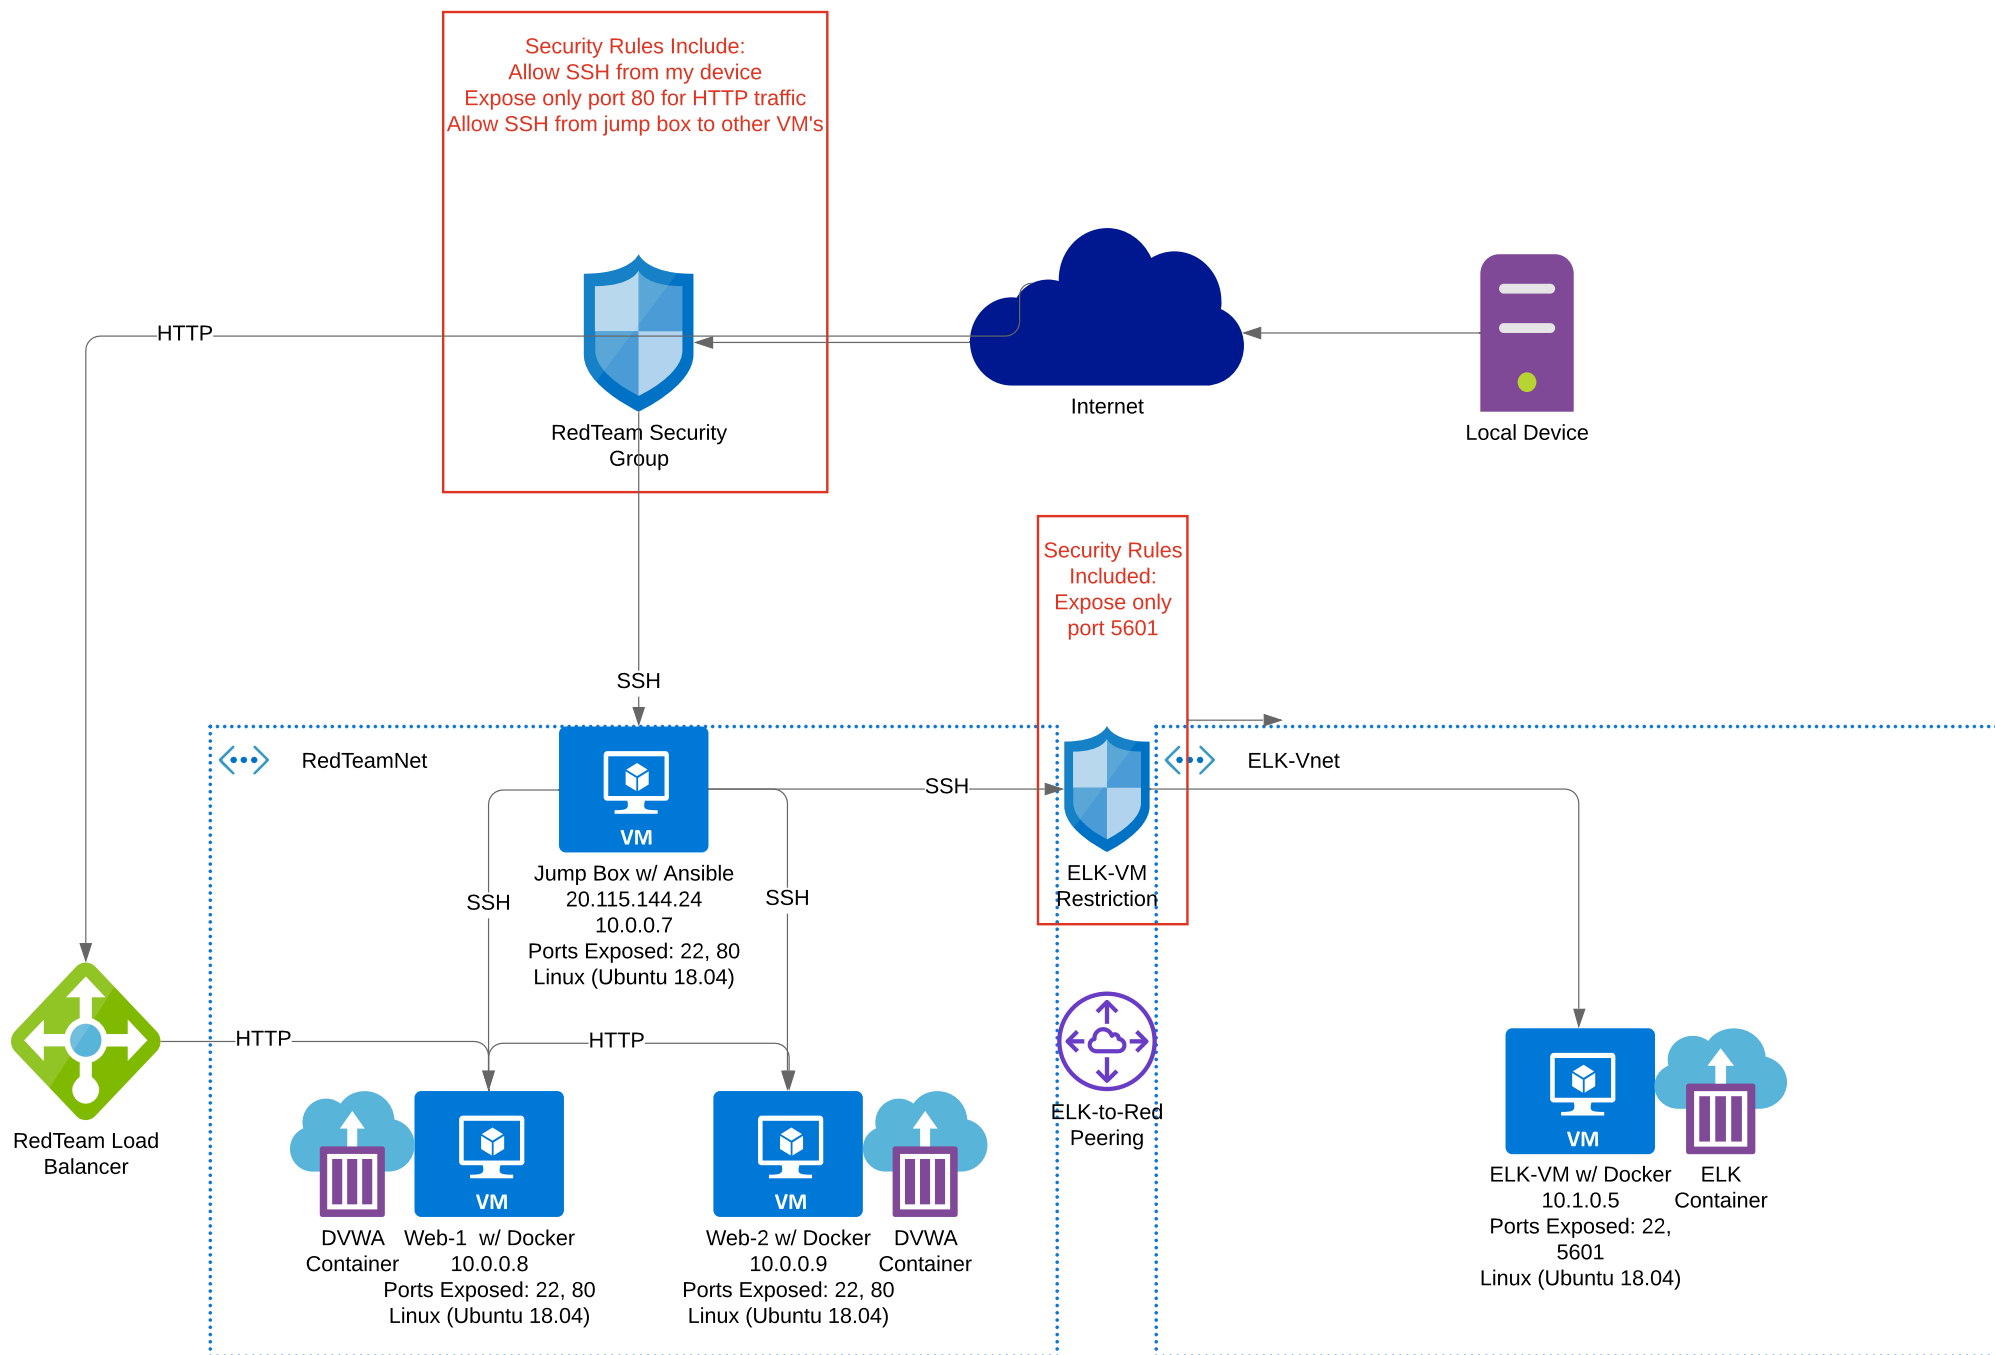 Security Rules Include:
Allow SSH from my device
Expose only port 80 for HTTP traffic
Allow SSH from jump box to other VM's
HTTP
RedTeam Security
Group
Internet
Local Device
Security Rules
Included:
Expose only
port 5601
SSH
RedTeamNet
VM
Jump Box w/ Ansible
20.115.144.24
10.0.0.7
Ports Exposed: 22, 80
Linux (Ubuntu 18.04)
SSH
SSH
SSH
ELK-VM
Restriction
ELK-Vnet
HTTP
HTTP
RedTeam Load
Balancer
DVWA
Container
VM
Web-1  w/ Docker
10.0.0.8
Ports Exposed: 22, 80
Linux (Ubuntu 18.04)
VM
Web-2 w/ Docker
10.0.0.9
Ports Exposed: 22, 80
Linux (Ubuntu 18.04)
DVWA
Container
ELK-to-Red
Peering
VM
ELK-VM w/ Docker
10.1.0.5
Ports Exposed: 22,
5601
Linux (Ubuntu 18.04)
ELK
Container